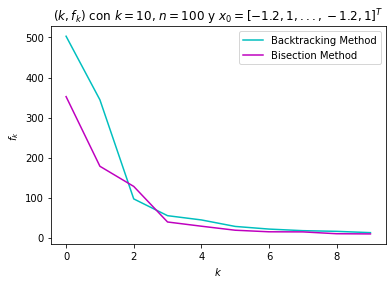 (k, f_k) con k = 10, n = 100 y x_0 = [−1.2, 1, ..., −1.2, 1]^T
Backtracking Method
Bisection Method
500
400
300
200
100
0
f_k
0 2 4 6 8
k